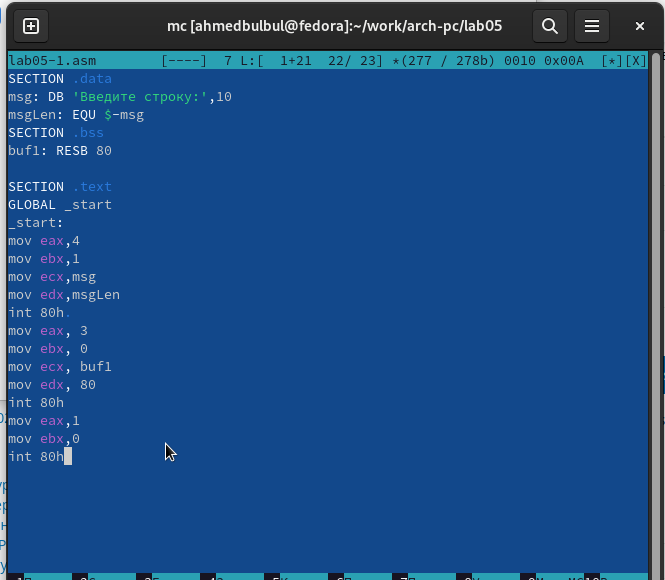 mc [ahmedbulbul@fedora]:~/work/arch-pc/lab05
lab05-1.asm [----] 7 L:[ 1+21 22/ 23] *(277 / 278b) 0010 0x00A [*][X]
SECTION .data
msg: DB 'Введите строку:',10
msgLen: EQU $-msg
SECTION .bss
buf1: RESB 80
SECTION .text
GLOBAL _start
_start:
mov eax,4
mov ebx,1
mov ecx,msg
mov edx,msgLen
int 80h
mov eax, 3
mov ebx, 0
mov ecx, buf1
mov edx, 80
int 80h
mov eax,1
mov ebx,0
int 80h